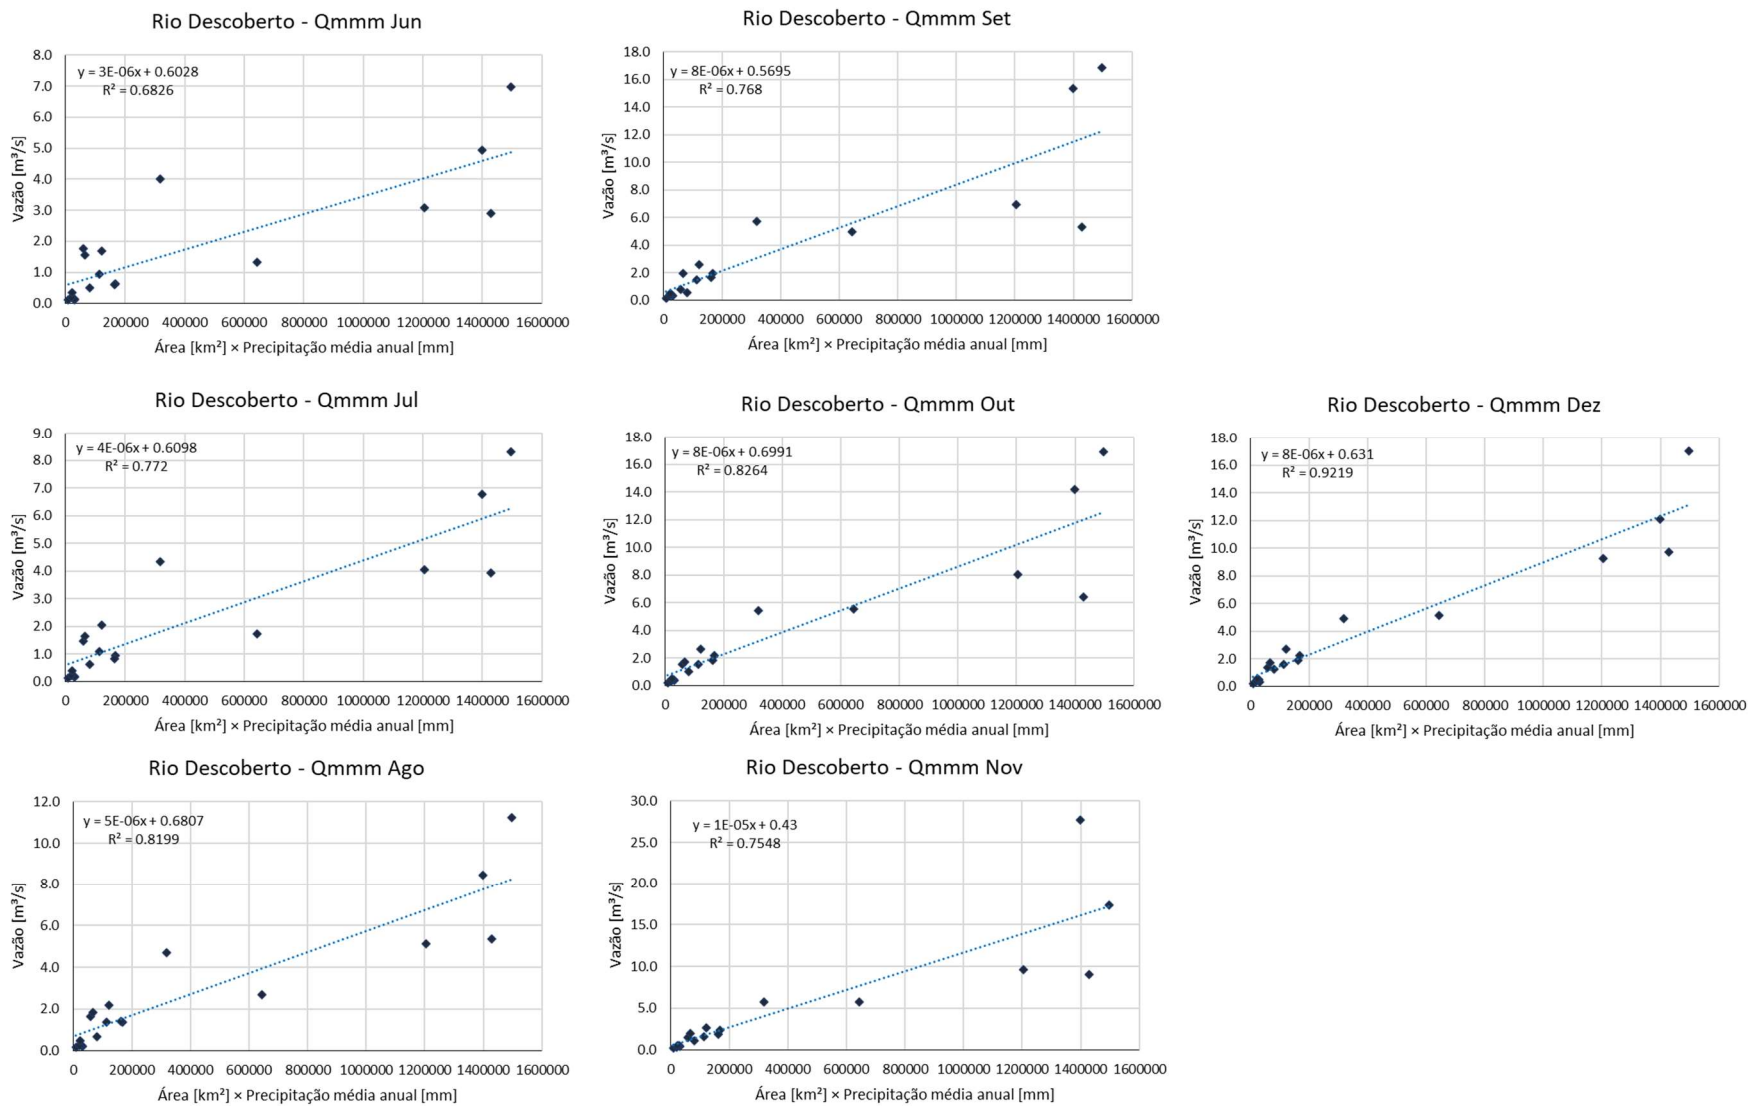 Rio Descoberto - Qmmm Jun
y = 3E-06x + 0.6028
R² = 0.6826
Vazão [m³/s]
8.0
7.0
6.0
5.0
4.0
3.0
2.0
1.0
0.0
0 200000 400000 600000 800000 1000000 1200000 1400000 1600000
Área [km²] × Precipitação média anual [mm]
Rio Descoberto - Qmmm Set
y = 8E-06x + 0.5695
R² = 0.768
Vazão [m³/s]
18.0
16.0
14.0
12.0
10.0
8.0
6.0
4.0
2.0
0.0
0 200000 400000 600000 800000 1000000 1200000 1400000 1600000
Área [km²] × Precipitação média anual [mm]
Rio Descoberto - Qmmm Jul
y = 4E-06x + 0.6098
R² = 0.772
Vazão [m³/s]
9.0
8.0
7.0
6.0
5.0
4.0
3.0
2.0
1.0
0.0
0 200000 400000 600000 800000 1000000 1200000 1400000 1600000
Área [km²] × Precipitação média anual [mm]
Rio Descoberto - Qmmm Out
y = 8E-06x + 0.6991
R² = 0.8264
Vazão [m³/s]
18.0
16.0
14.0
12.0
10.0
8.0
6.0
4.0
2.0
0.0
0 200000 400000 600000 800000 1000000 1200000 1400000 1600000
Área [km²] × Precipitação média anual [mm]
Rio Descoberto - Qmmm Dez
y = 8E-06x + 0.631
R² = 0.9219
Vazão [m³/s]
18.0
16.0
14.0
12.0
10.0
8.0
6.0
4.0
2.0
0.0
0 200000 400000 600000 800000 1000000 1200000 1400000 1600000
Área [km²] × Precipitação média anual [mm]
Rio Descoberto - Qmmm Ago
y = 5E-06x + 0.6807
R² = 0.8199
Vazão [m³/s]
12.0
10.0
8.0
6.0
4.0
2.0
0.0
0 200000 400000 600000 800000 1000000 1200000 1400000 1600000
Área [km²] × Precipitação média anual [mm]
Rio Descoberto - Qmmm Nov
y = 1E-05x + 0.43
R² = 0.7548
Vazão [m³/s]
30.0
25.0
20.0
15.0
10.0
5.0
0.0
0 200000 400000 600000 800000 1000000 1200000 1400000 1600000
Área [km²] × Precipitação média anual [mm]